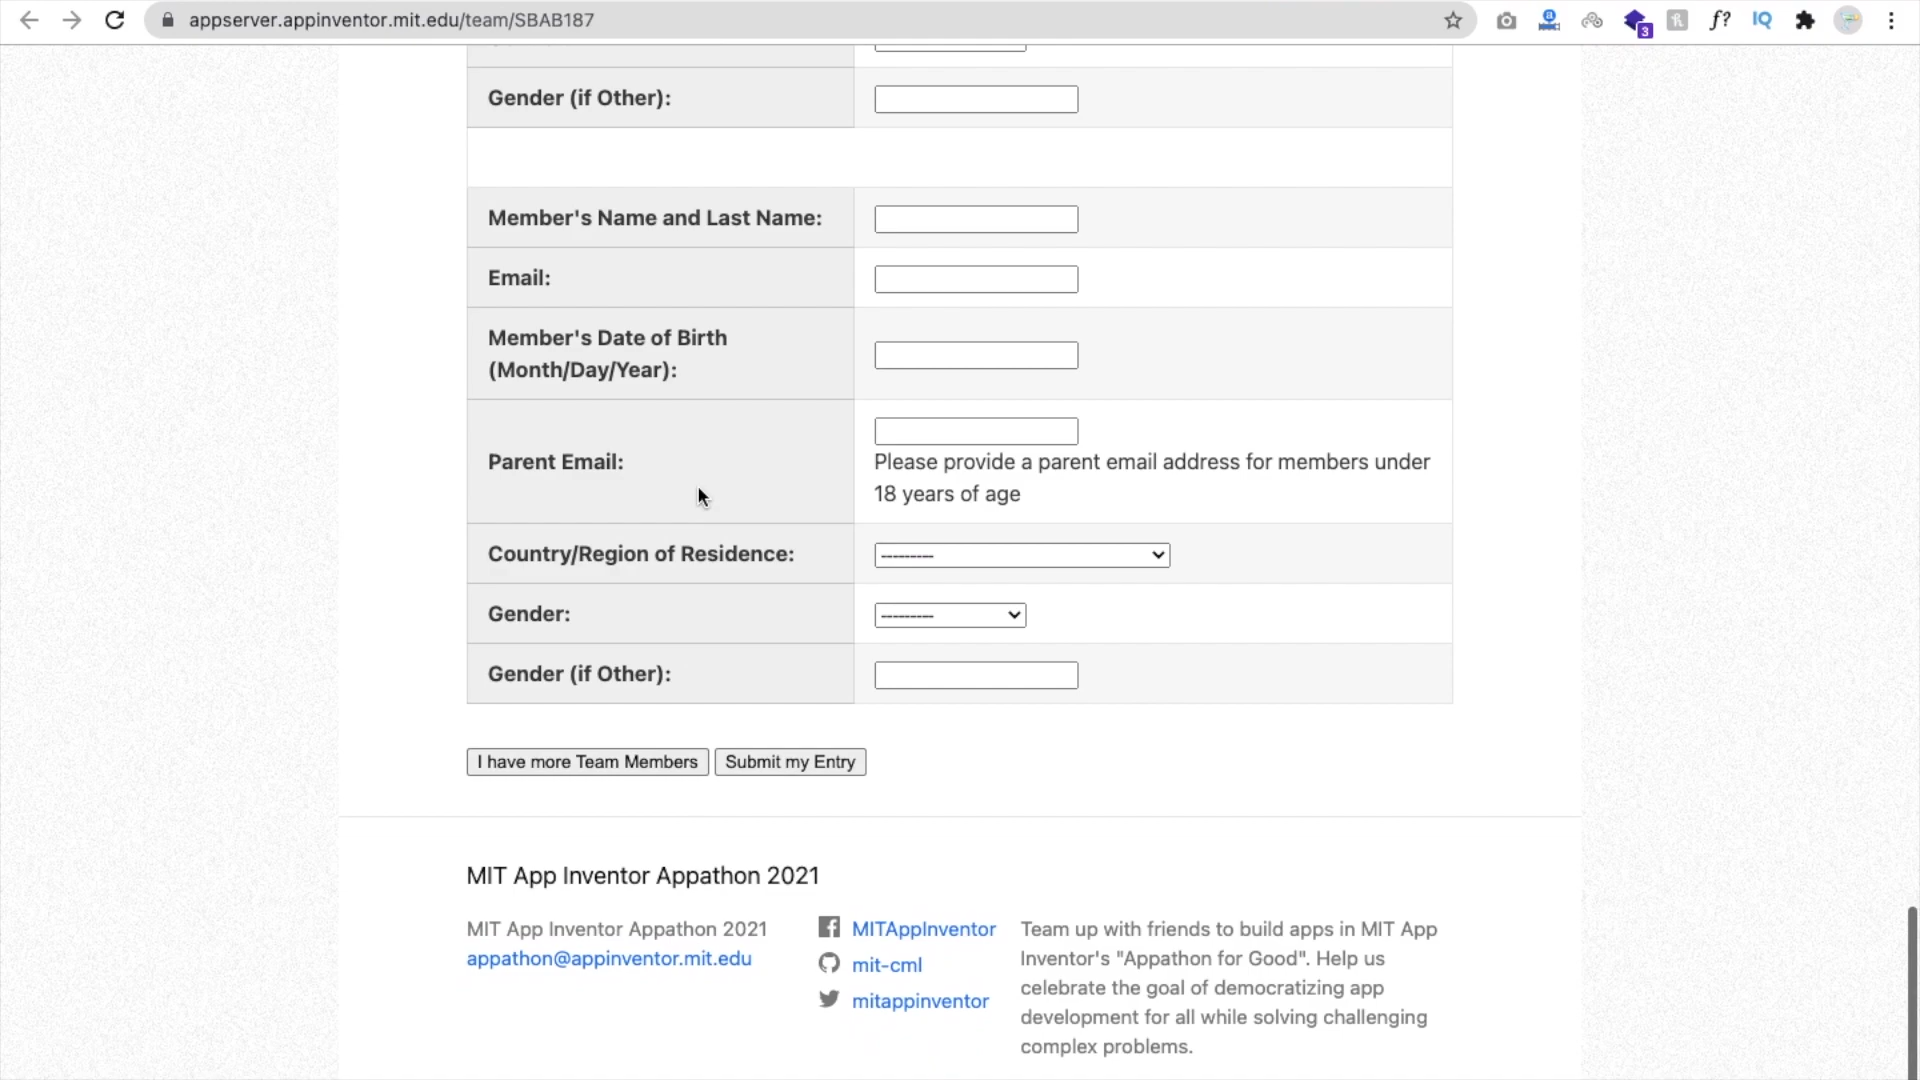 appserver.appinventor.mit.edu/team/SBAB187
3
f?
IQ
Gender (if Other):
Member's Name and Last Name:
Email:
Member's Date of Birth
(Month/Day/Year):
Parent Email:
Please provide a parent email address for members under
18 years of age
Country/Region of Residence:
---------
Gender:
---------
Gender (if Other):
I have more Team Members
Submit my Entry
MIT App Inventor Appathon 2021
MIT App Inventor Appathon 2021
appathon@appinventor.mit.edu
MITAppInventor
mit-cml
mitappinventor
Team up with friends to build apps in MIT App
Inventor's "Appathon for Good". Help us
celebrate the goal of democratizing app
development for all while solving challenging
complex problems.